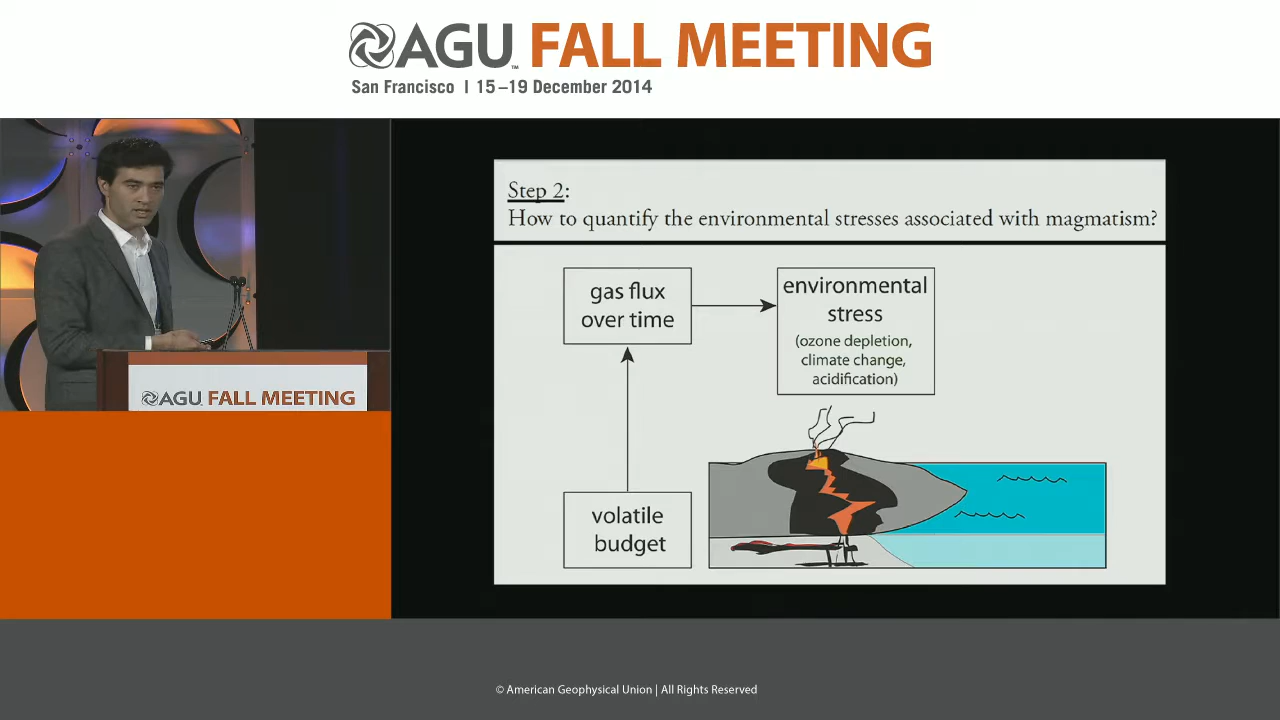 AGU™ FALL MEETING
San Francisco | 15–19 December 2014
Step 2:
How to quantify the environmental stresses associated with magmatism?
gas flux
over time
environmental
stress
(ozone depletion,
climate change,
acidification)
volatile
budget
AGU FALL MEETING
© American Geophysical Union | All Rights Reserved